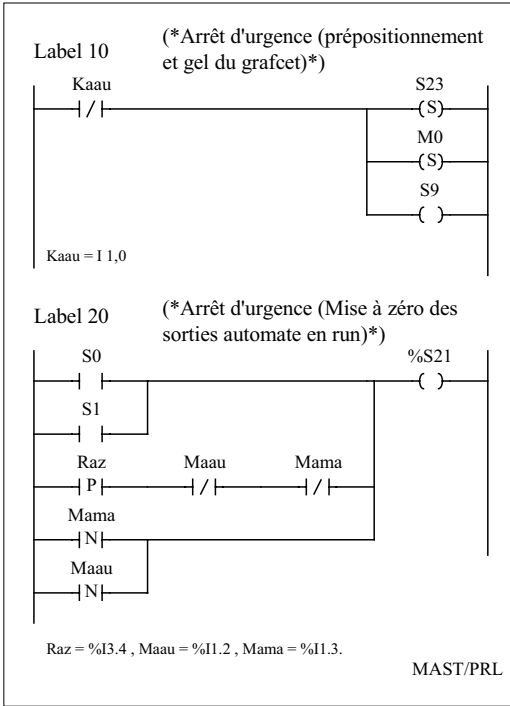 Label 10
(*Arrêt d'urgence (prépositionnement
et gel du grafcet)*)
Kaau
S23
/
(S)
M0
(S)
S9
( )
Kaau = I 1,0
Label 20
(*Arrêt d'urgence (Mise à zéro des
sorties automate en run)*)
S0
%S21
( )
S1
Raz
Maau
Mama
P
/
/
Mama
N
Maau
N
Raz = %I3.4 , Maau = %I1.2 , Mama = %I1.3.
MAST/PRL